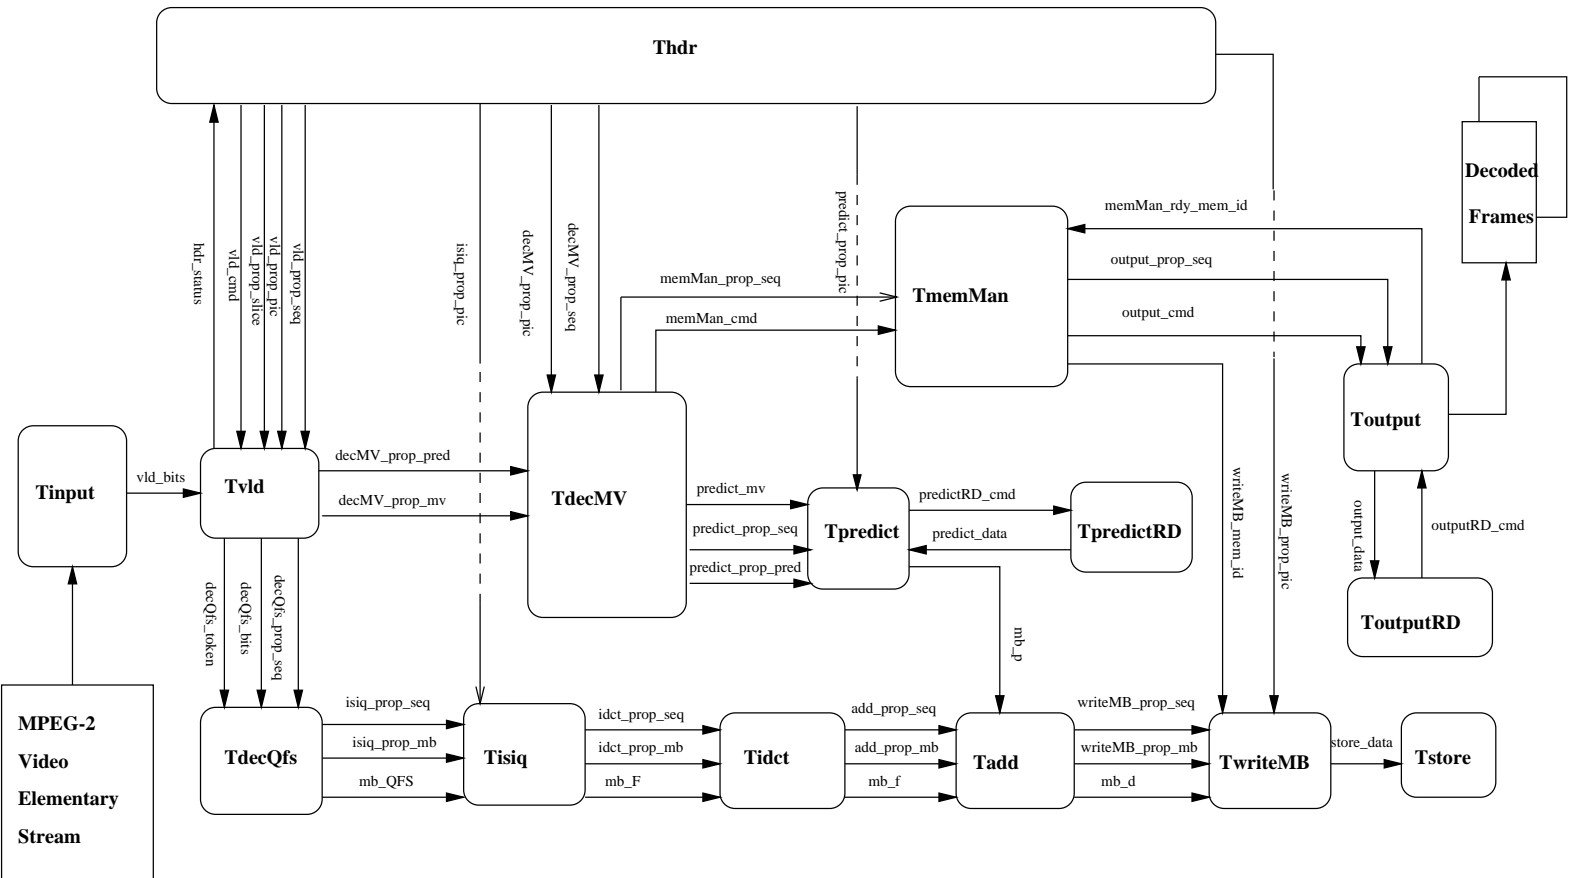 Thdr
hdr_status
vld_cmd
vld_prop_slice
vld_prop_pic
vld_prop_seq
isiq_prop_pic
decMV_prop_pic
decMV_prop_seq
predict_prop_pic
memMan_rdy_mem_id
Decoded
Frames
memMan_prop_seq
memMan_cmd
TmemMan
output_prop_seq
output_cmd
Toutput
Tinput
vld_bits
Tvld
decMV_prop_pred
decMV_prop_mv
TdecMV
predict_mv
predict_prop_seq
predict_prop_pred
Tpredict
predictRD_cmd
predict_data
TpredictRD
writeMB_mem_id
writeMB_prop_pic
output_data
outputRD_cmd
ToutputRD
decQfs_token
decQfs_bits
decQfs_prop_seq
mb_p
MPEG-2
Video
Elementary
Stream
TdecQfs
isiq_prop_seq
isiq_prop_mb
mb_QFS
Tisiq
idct_prop_seq
idct_prop_mb
mb_F
Tidct
add_prop_seq
add_prop_mb
mb_f
Tadd
writeMB_prop_seq
writeMB_prop_mb
mb_d
TwriteMB
store_data
Tstore